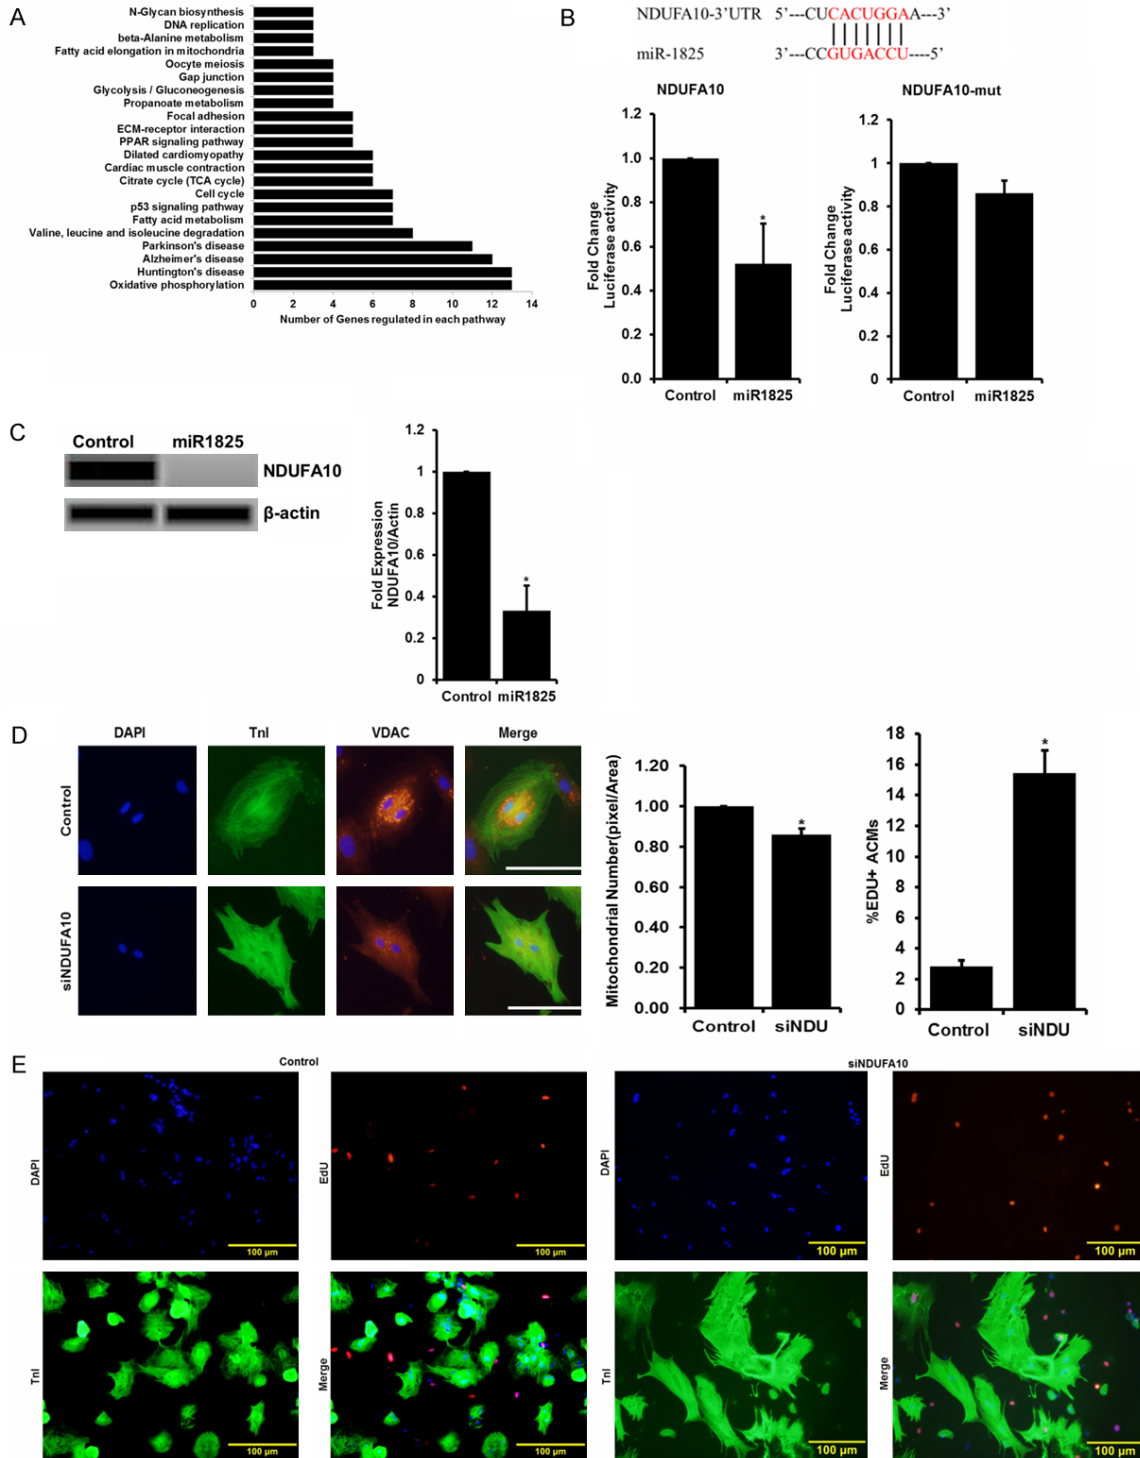 A
N-Glycan biosynthesis
DNA replication
beta-Alanine metabolism
Fatty acid elongation in mitochondria
Oocyte meiosis
Gap junction
Glycolysis / Gluconeogenesis
Propanoate metabolism
Focal adhesion
ECM-receptor interaction
PPAR signaling pathway
Dilated cardiomyopathy
Cardiac muscle contraction
Citrate cycle (TCA cycle)
Cell cycle
p53 signaling pathway
Fatty acid metabolism
Valine, leucine and isoleucine degradation
Parkinson's disease
Alzheimer's disease
Huntington's disease
Oxidative phosphorylation
0 2 4 6 8 10 12 14
Number of Genes regulated in each pathway
B
NDUFA10-3'UTR 5'---CUCACUGGAA---3'
miR-1825 3'---CCGUGACCU----5'
NDUFA10
Fold Change
Luciferase activity
1.2
1.0
0.8
0.6
0.4
0.2
0.0
*
Control miR1825
NDUFA10-mut
Fold Change
Luciferase activity
1.2
1
0.8
0.6
0.4
0.2
0
Control miR1825
C
Control miR1825
NDUFA10
β-actin
Fold Expression
NDUFA10/Actin
1.2
1
0.8
0.6
0.4
0.2
0
*
Control miR1825
D
DAPI TnI VDAC Merge
Control
siNDUFA10
Mitochondrial Number(pixel/Area)
1.20
1.00
0.80
0.60
0.40
0.20
0.00
*
Control siNDU
%EDU+ ACMs
18
16
14
12
10
8
6
4
2
0
*
Control siNDU
E
Control
DAPI
100 µm
EdU
100 µm
TnI
100 µm
Merge
100 µm
siNDUFA10
DAPI
100 µm
EdU
100 µm
TnI
100 µm
Merge
100 µm